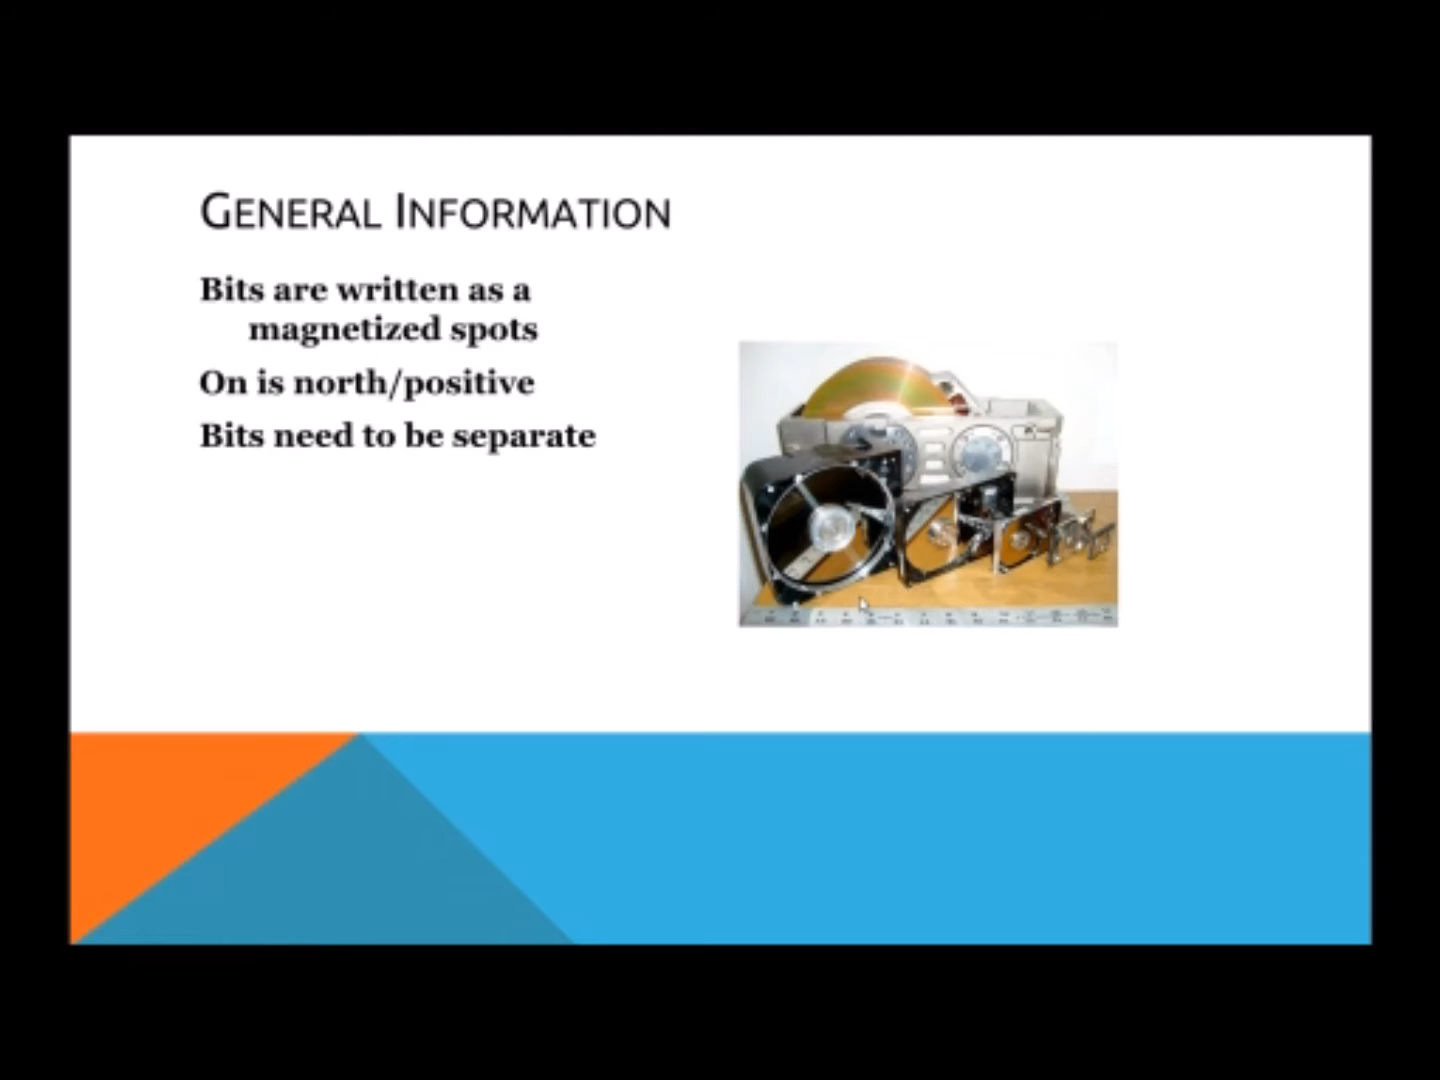 GENERAL INFORMATION
Bits are written as a
magnetized spots
On is north/positive
Bits need to be separate